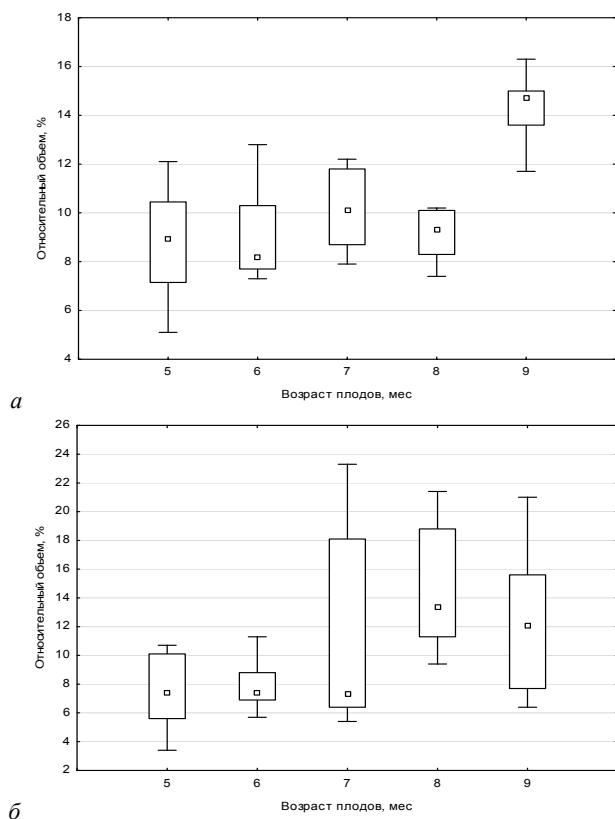 18
16
14
12
10
8
6
4
Относительный объем, %
5 6 7 8 9
Возраст плодов, мес
а
26
24
22
20
18
16
14
12
10
8
6
4
2
Относительный объем, %
5 6 7 8 9
Возраст плодов, мес
б